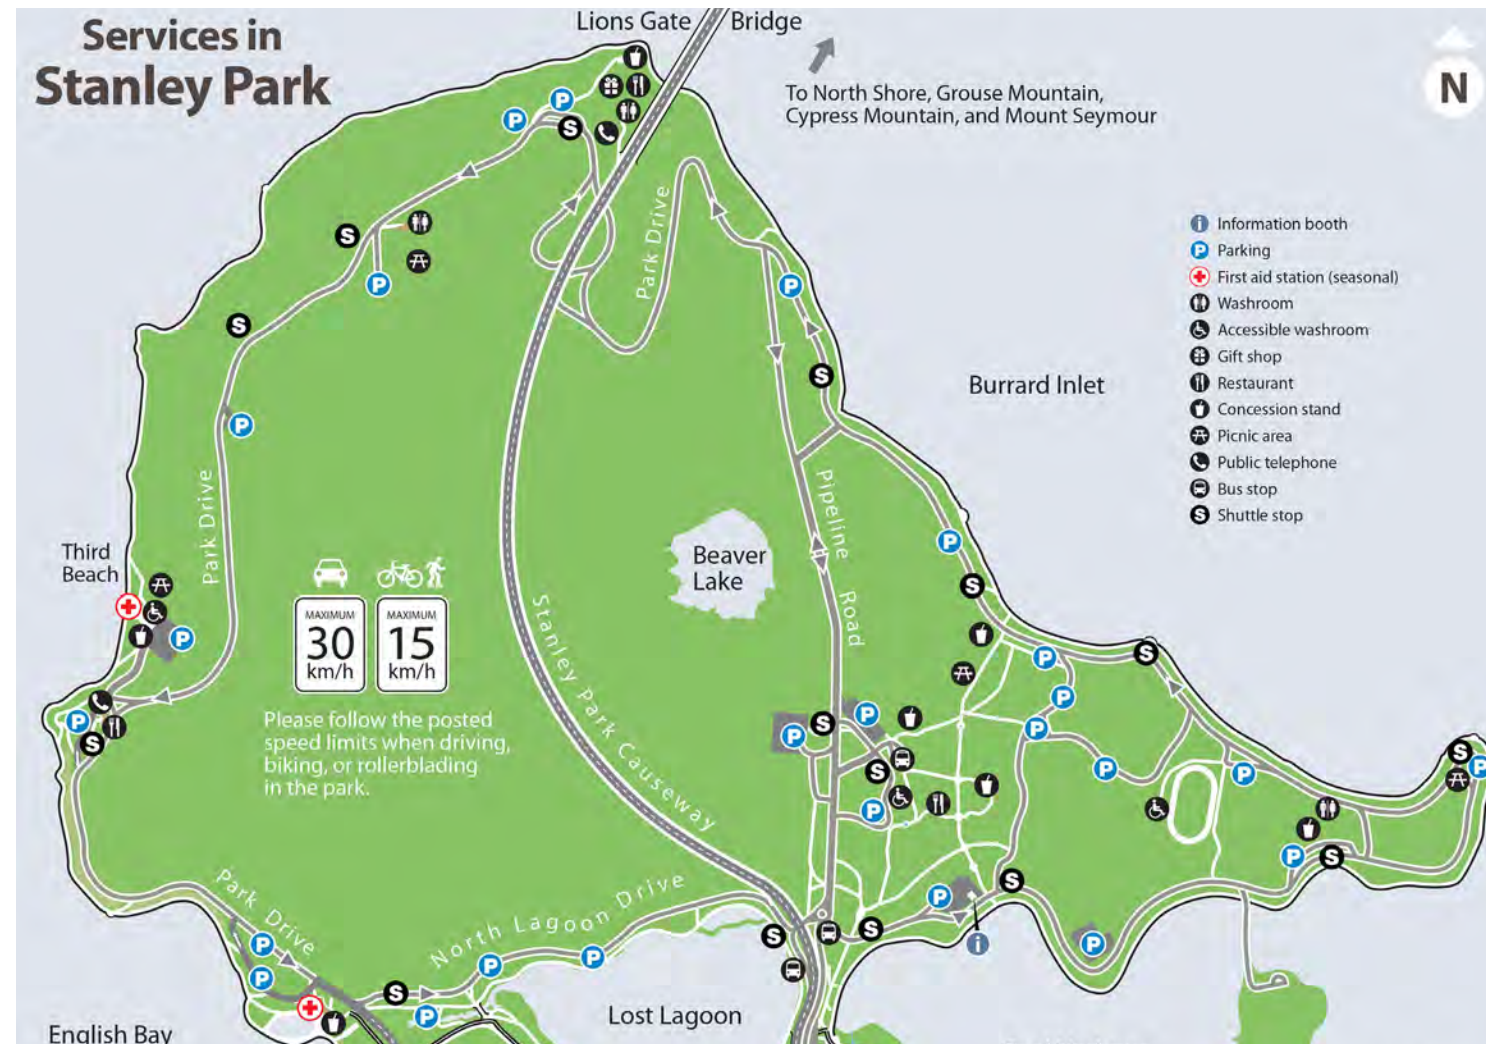 Services in
Stanley Park
Lions Gate Bridge
To North Shore, Grouse Mountain,
Cypress Mountain, and Mount Seymour
N
Information booth
P Parking
First aid station (seasonal)
Washroom
Accessible washroom
Gift shop
Restaurant
Concession stand
Picnic area
Public telephone
Bus stop
S Shuttle stop
Park Drive
Burrard Inlet
Pipeline Road
Park Drive
Third
Beach
Beaver
Lake
MAXIMUM
30
km/h
MAXIMUM
15
km/h
Please follow the posted
speed limits when driving,
biking, or rollerblading
in the park.
Stanley Park Causeway
Park Drive
North Lagoon Drive
i
Lost Lagoon
English Bay